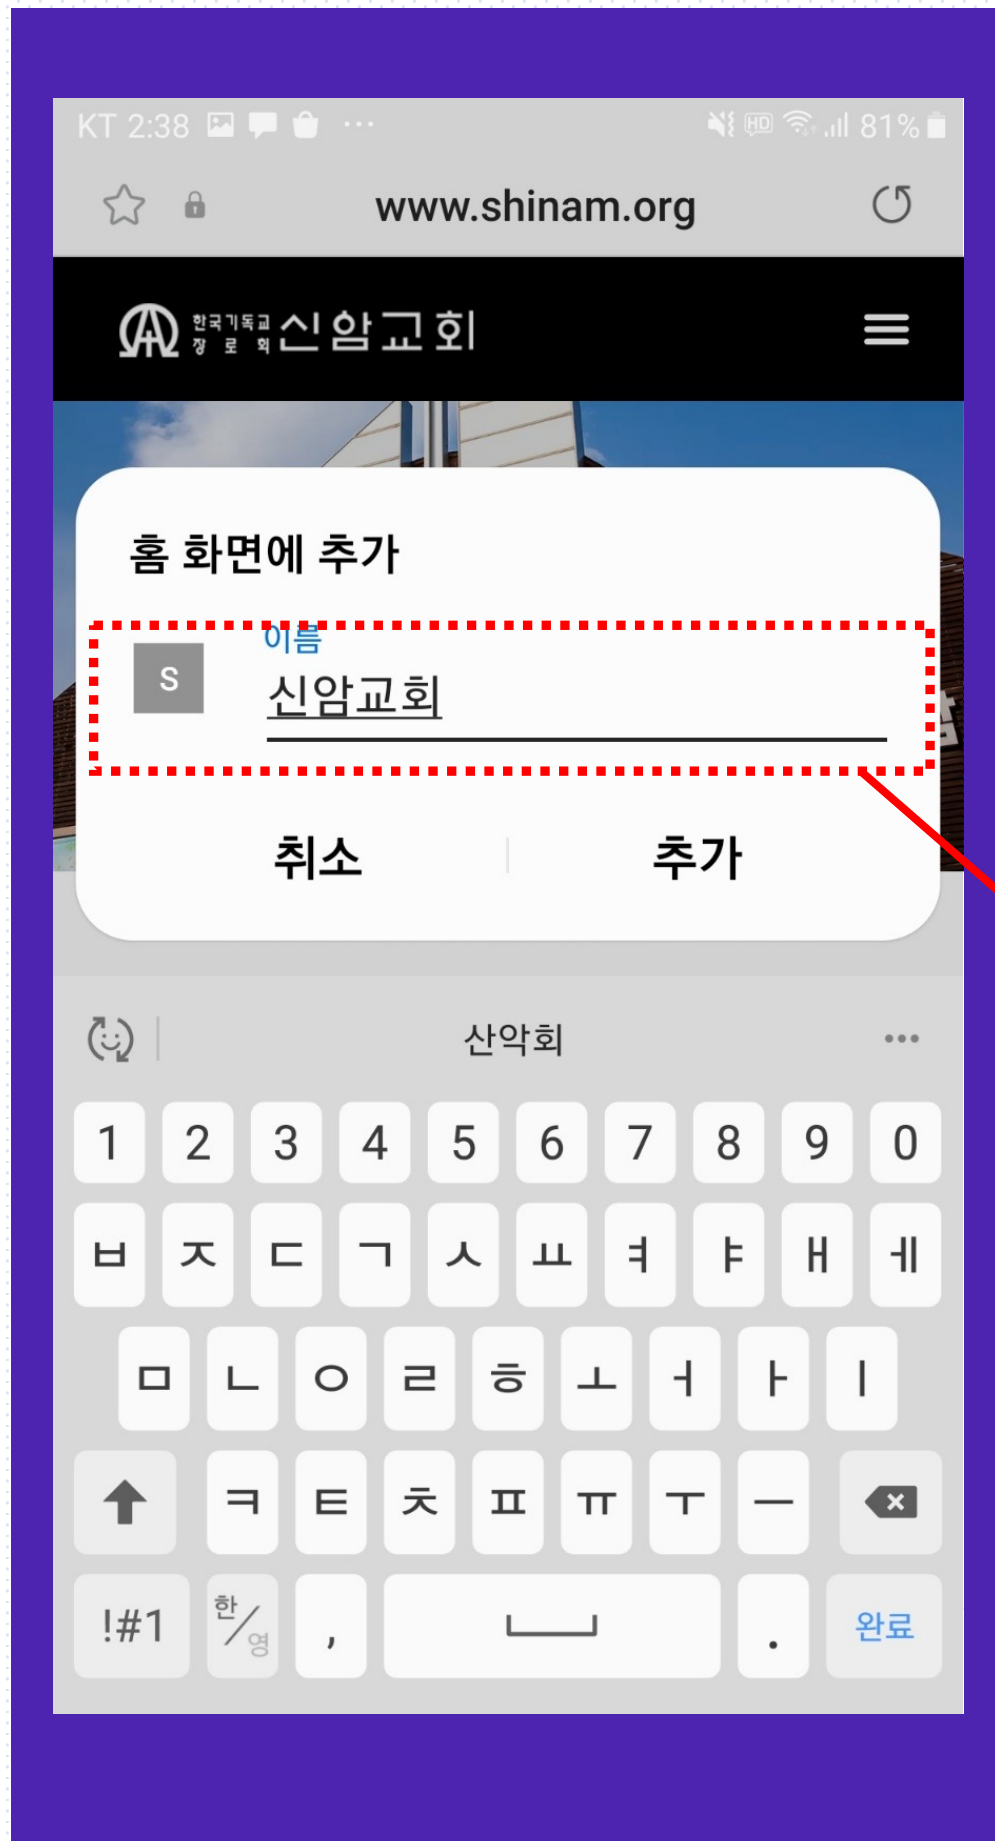 KT 2:38 ... HD 81%
www.shinam.org
한국기독교 장로회 신암교회
홈 화면에 추가
이름
S 신암교회
취소 추가
산악회
1 2 3 4 5 6 7 8 9 0
ㅂ ㅈ ㄷ ㄱ ㅅ ㅛ ㅕ ㅑ ㅐ ㅔ
ㅁ ㄴ ㅇ ㄹ ㅎ ㅗ ㅓ ㅏ ㅣ
ㅋ ㅌ ㅊ ㅍ ㅠ ㅜ ㅡ
!#1 한/영 , . 완료